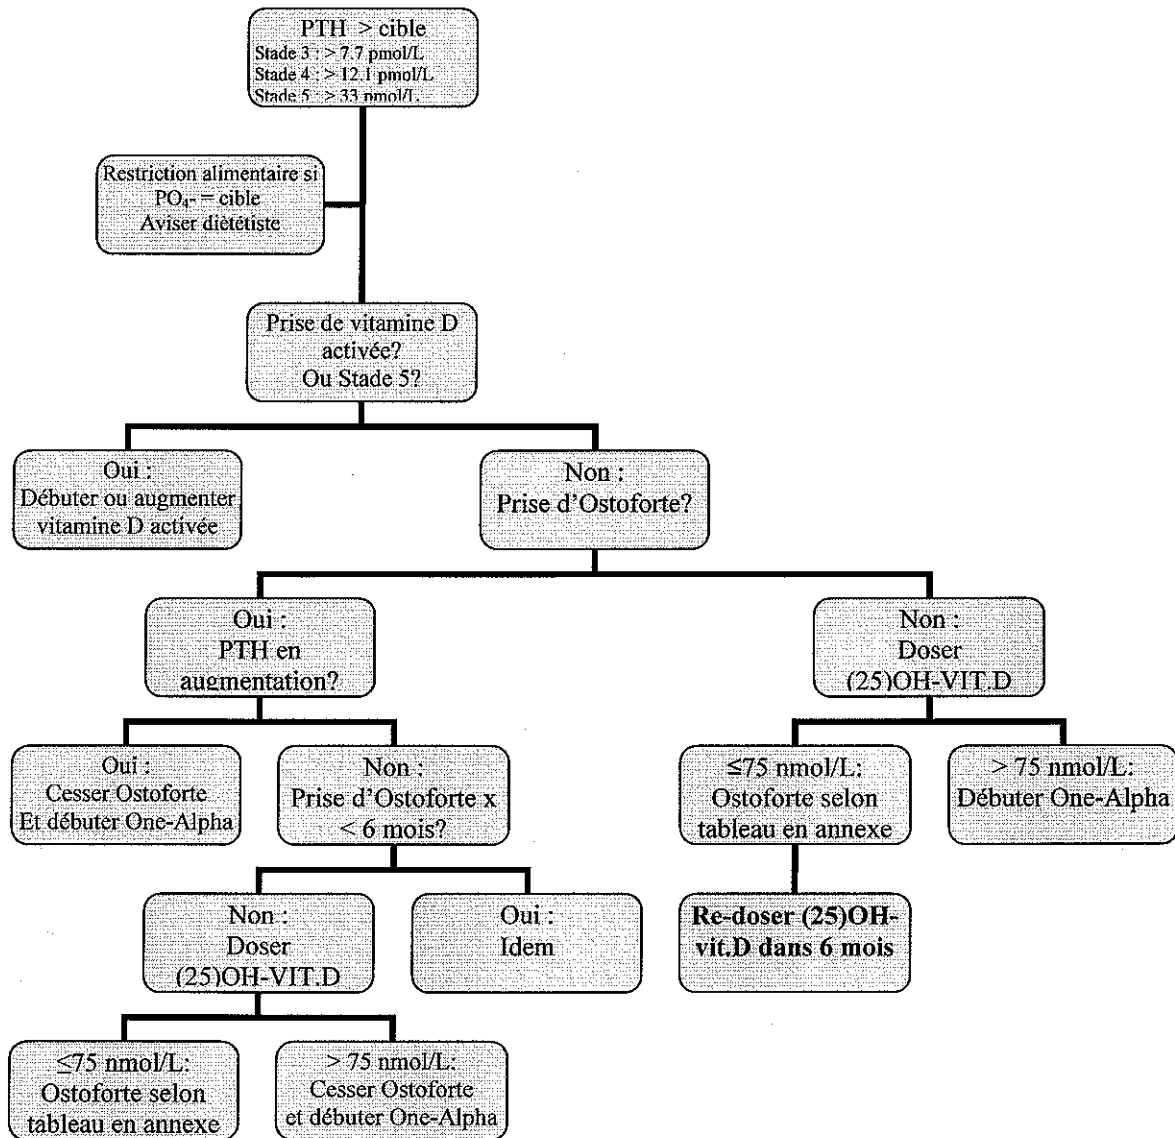 PTH > cible
Stade 3 : > 7.7 pmol/L
Stade 4 : > 12.1 pmol/L
Stade 5 : > 33 pmol/L
Restriction alimentaire si
PO₄- = cible
Aviser diététiste
Prise de vitamine D
activée?
Ou Stade 5?
Oui :
Débuter ou augmenter
vitamine D activée
Non :
Prise d'Ostoforte?
Oui :
PTH en
augmentation?
Non :
Doser
(25)OH-VIT.D
Oui :
Cesser Ostoforte
Et débuter One-Alpha
Non :
Prise d'Ostoforte x
< 6 mois?
≤75 nmol/L:
Ostoforte selon
tableau en annexe
> 75 nmol/L:
Débuter One-Alpha
Non :
Doser
(25)OH-VIT.D
Oui :
Idem
Re-doser (25)OH-
vit.D dans 6 mois
≤75 nmol/L:
Ostoforte selon
tableau en annexe
> 75 nmol/L:
Cesser Ostoforte
et débuter One-Alpha